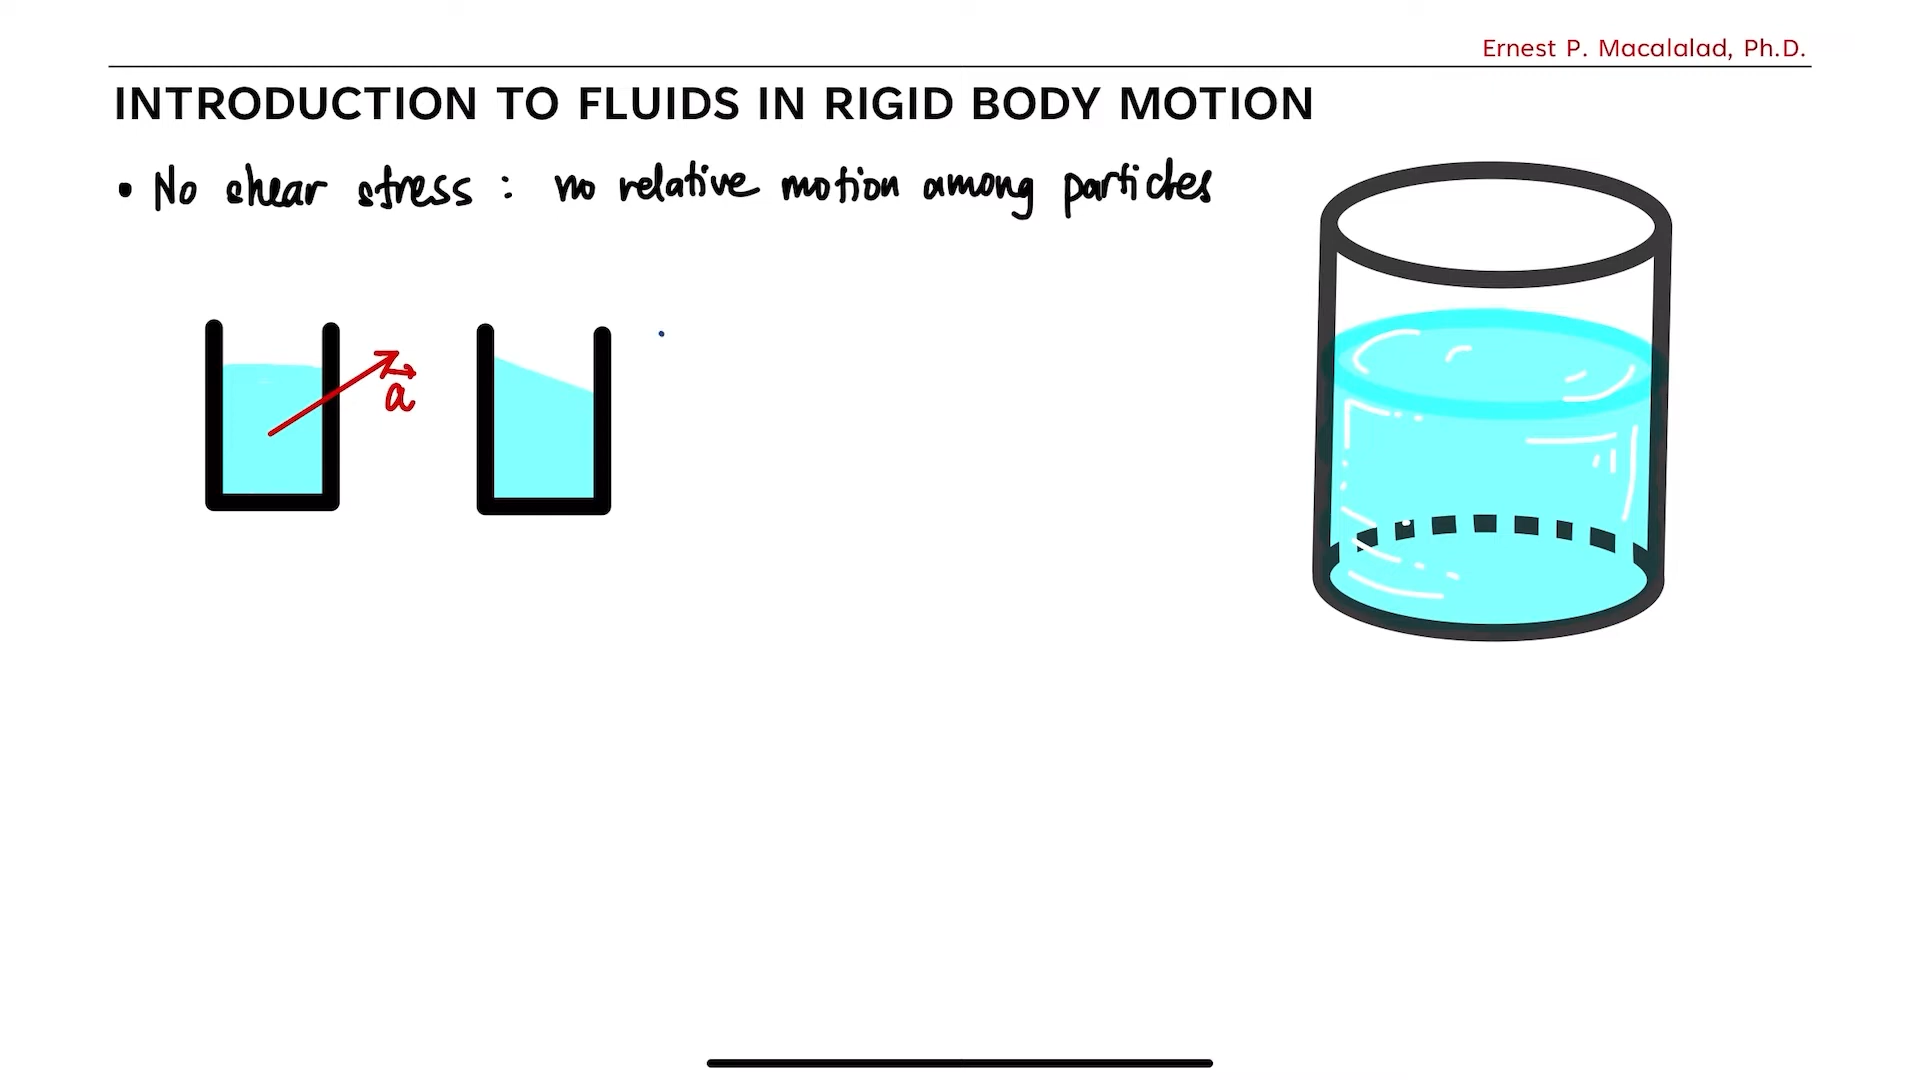 Ernest P. Macalalad, Ph.D.
INTRODUCTION TO FLUIDS IN RIGID BODY MOTION
• No shear stress : no relative motion among particles
a